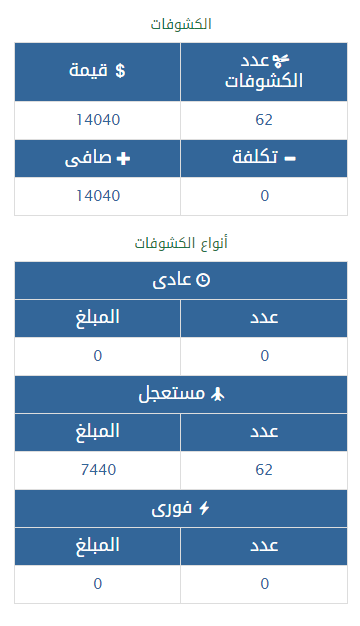 الكشوفات
عدد الكشوفات
قيمة $
62
14040
تكلفة
صافى
0
14040
أنواع الكشوفات
عادى
عدد
المبلغ
0
0
مستعجل
عدد
المبلغ
62
7440
فورى
عدد
المبلغ
0
0